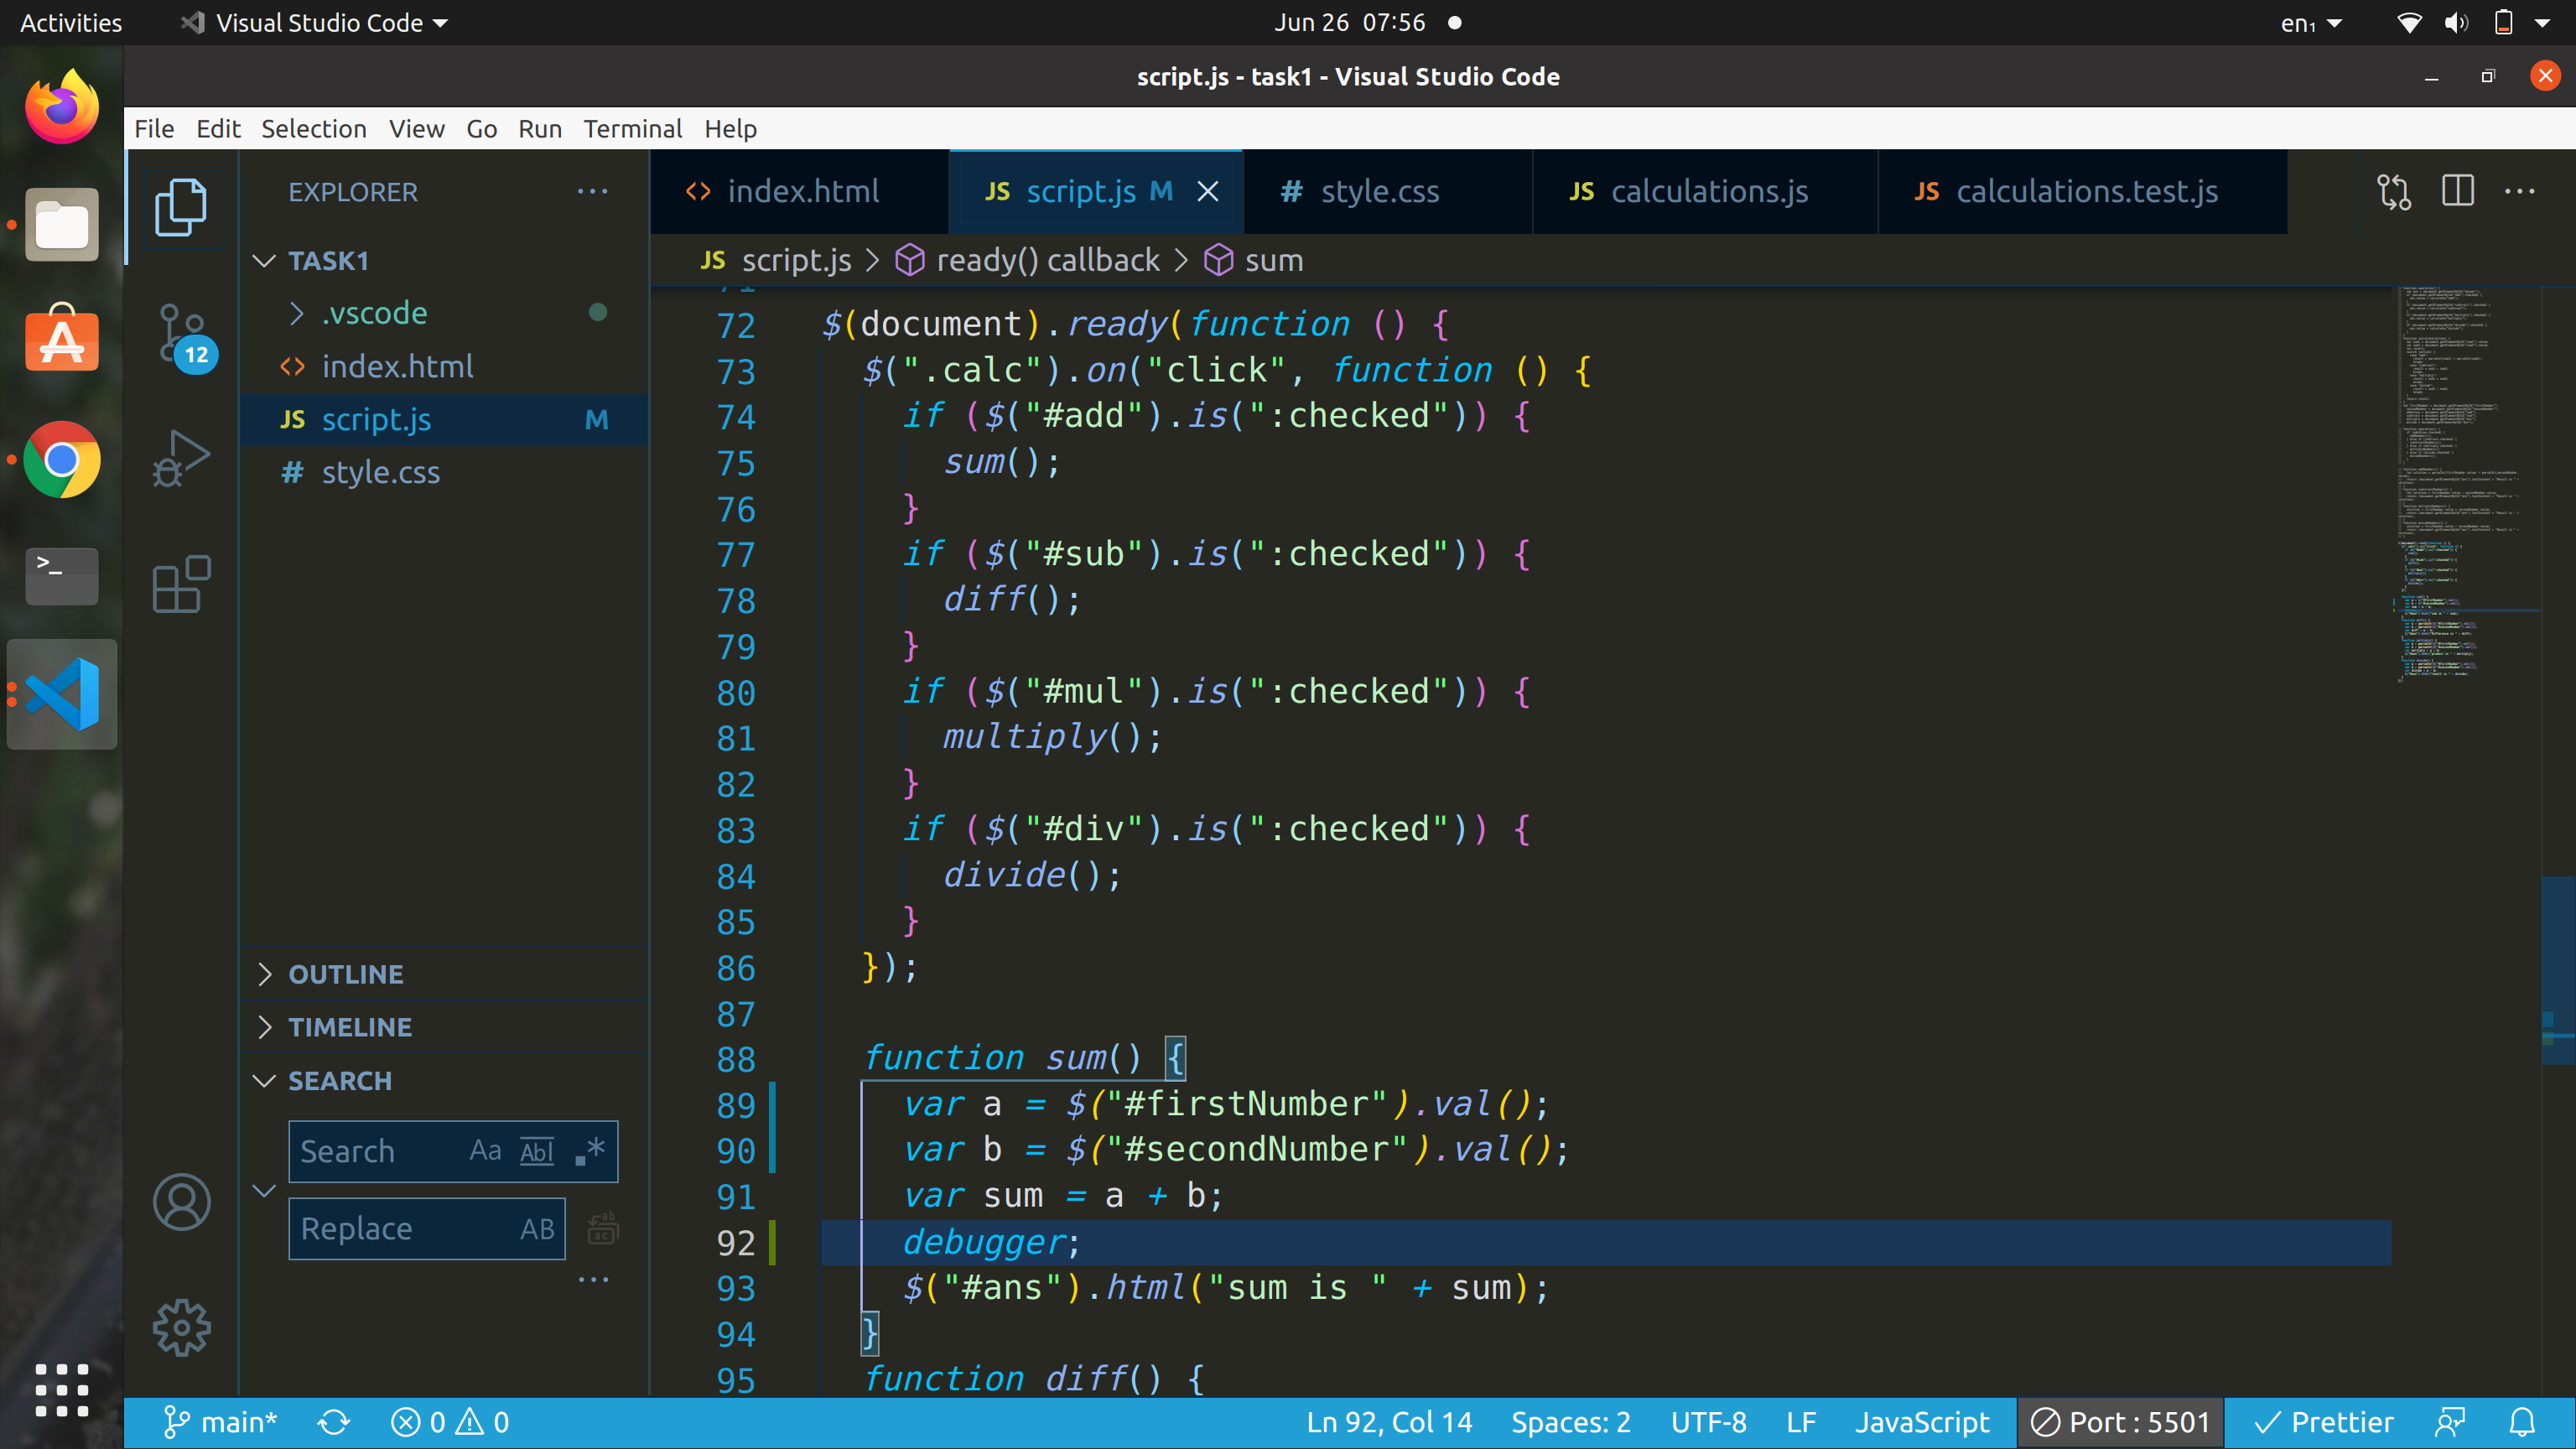 Activities Visual Studio Code Jun 26 07:56 en₁
script.js - task1 - Visual Studio Code
File Edit Selection View Go Run Terminal Help
EXPLORER
TASK1
.vscode
<> index.html
JS script.js M
# style.css
12
OUTLINE
TIMELINE
SEARCH
Search Aa Abl .*
Replace AB
<> index.html JS script.js M # style.css JS calculations.js JS calculations.test.js
JS script.js > ready() callback > sum
71
72 $(document).ready(function () {
73 $(".calc").on("click", function () {
74 if ($("#add").is(":checked")) {
75 sum();
76 }
77 if ($("#sub").is(":checked")) {
78 diff();
79 }
80 if ($("#mul").is(":checked")) {
81 multiply();
82 }
83 if ($("#div").is(":checked")) {
84 divide();
85 }
86 });
87
88 function sum() {
89 var a = $("#firstNumber").val();
90 var b = $("#secondNumber").val();
91 var sum = a + b;
92 debugger;
93 $("#ans").html("sum is " + sum);
94 }
95 function diff() {
main* 0 0 Ln 92, Col 14 Spaces: 2 UTF-8 LF JavaScript Port : 5501 Prettier